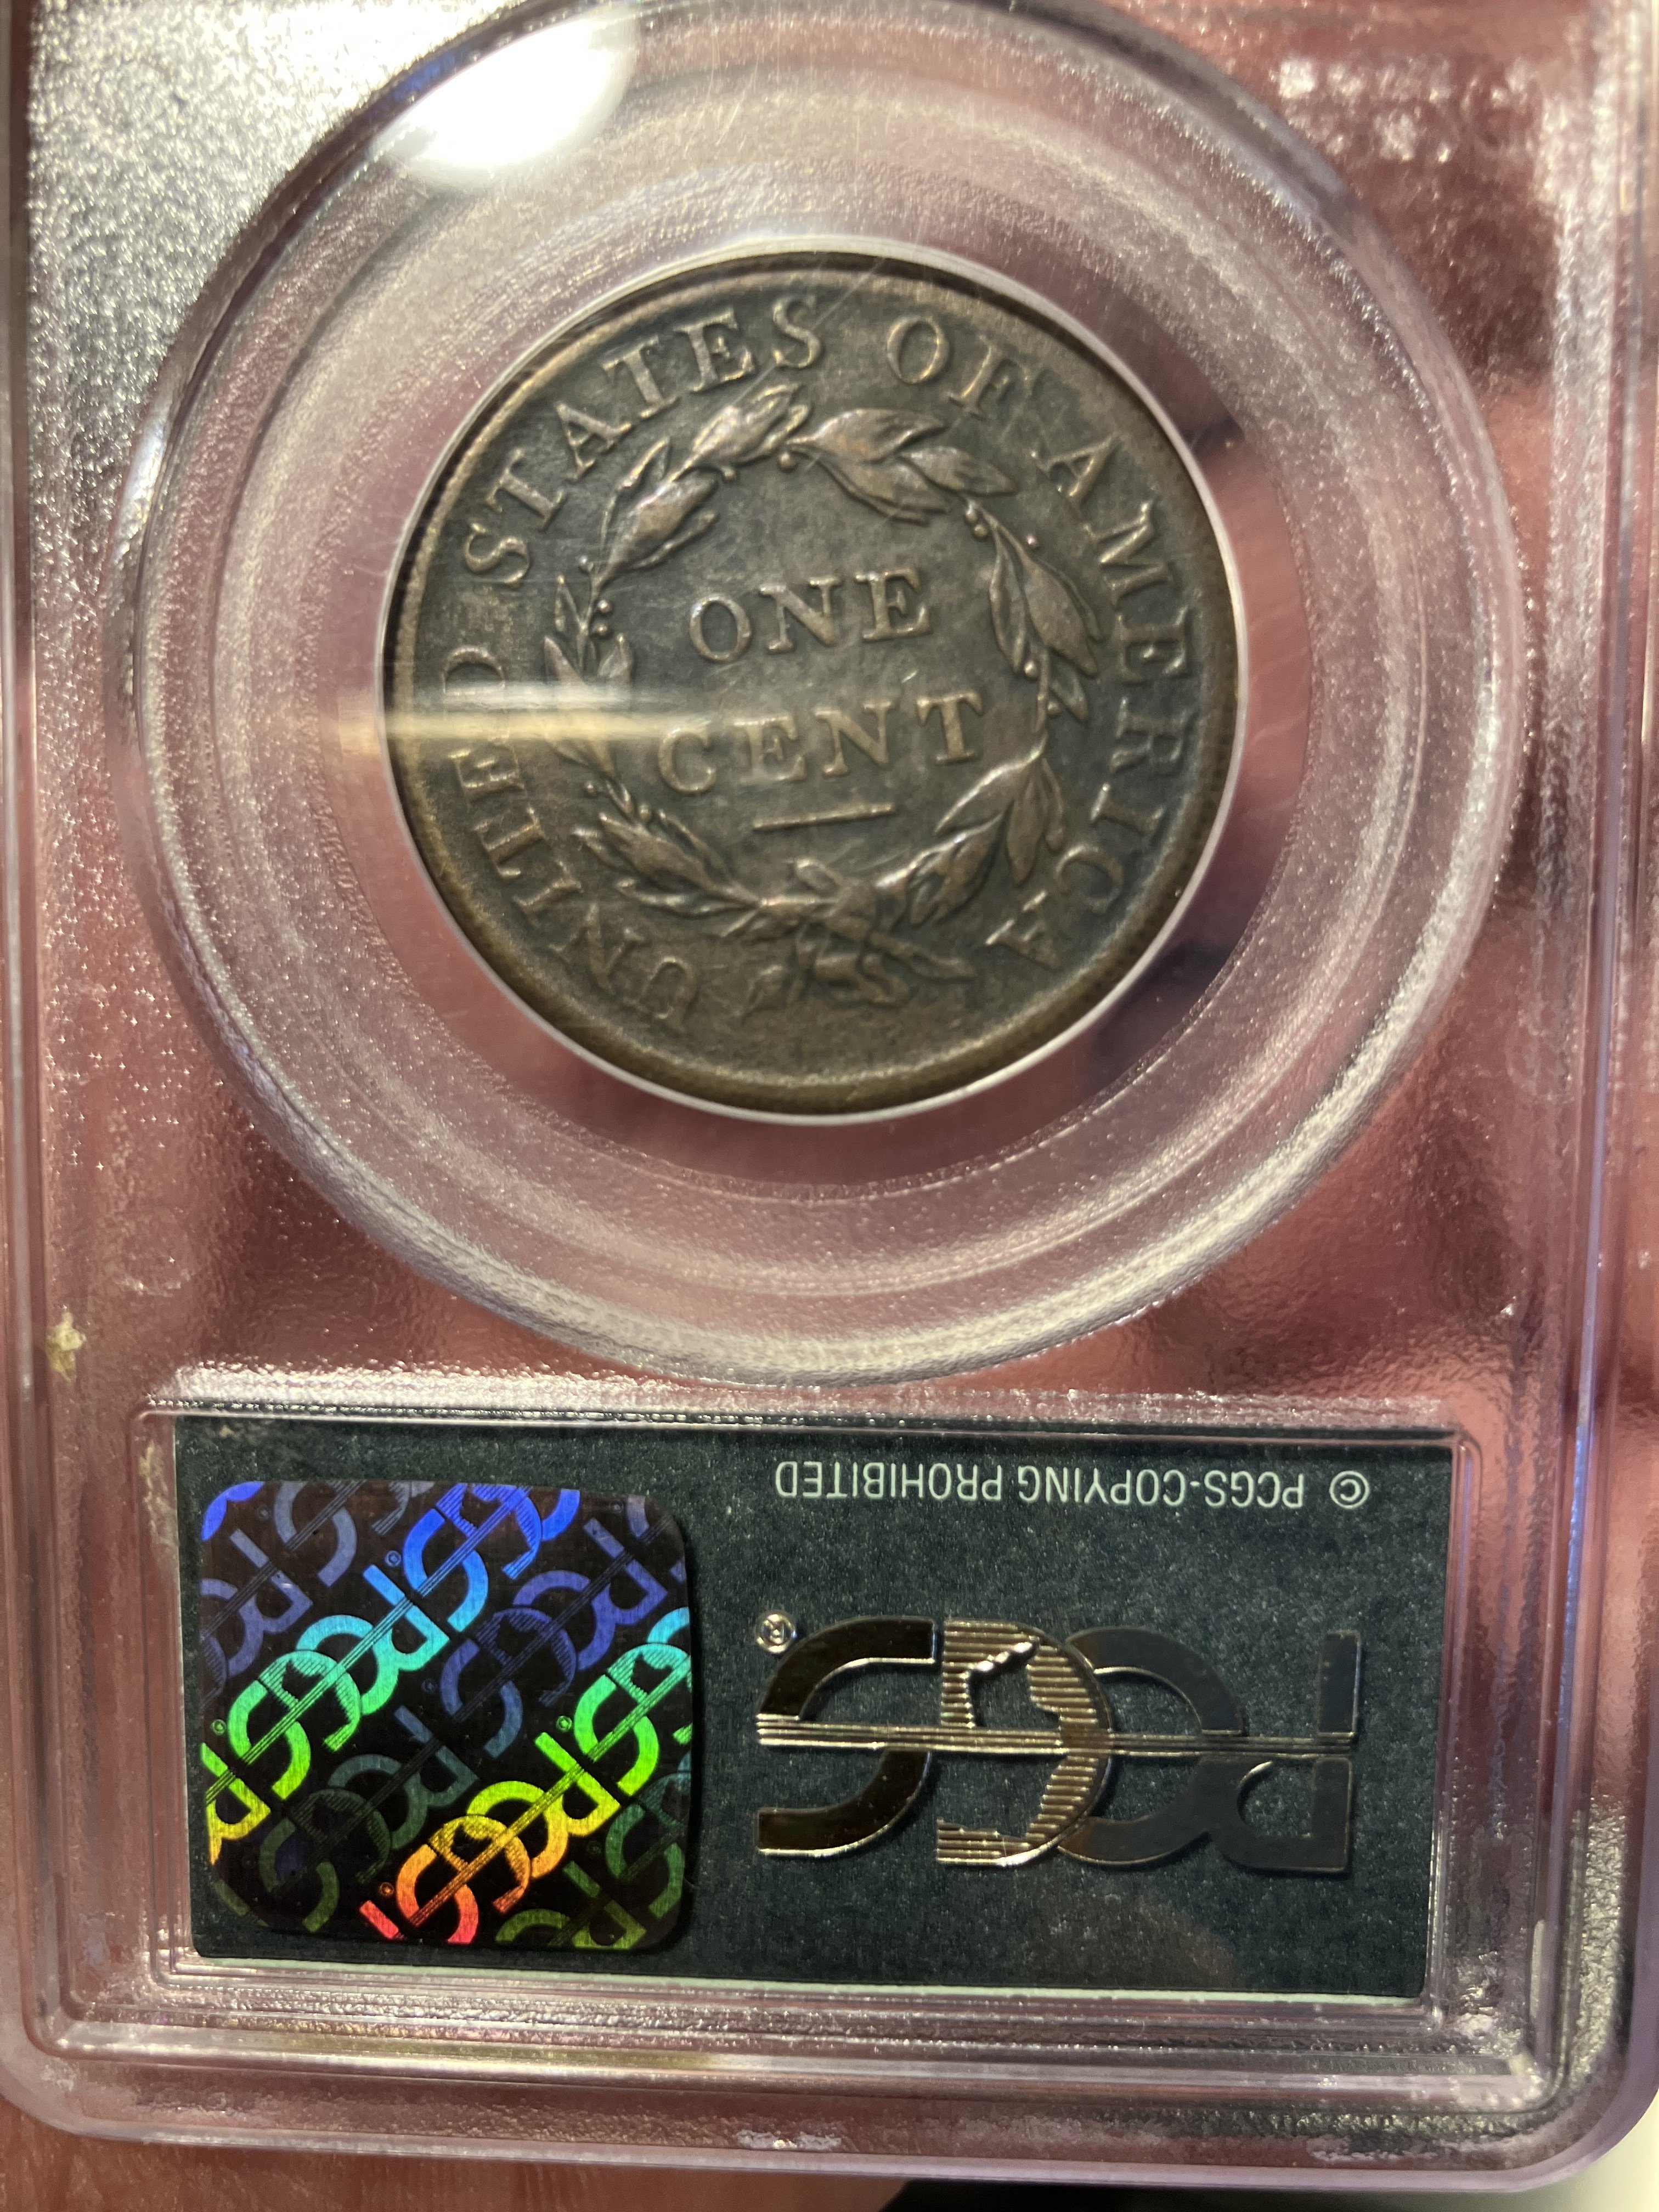 UNITED STATES OF AMERICA
ONE
CENT
© PCGS-COPYING PROHIBITED
PCGS®